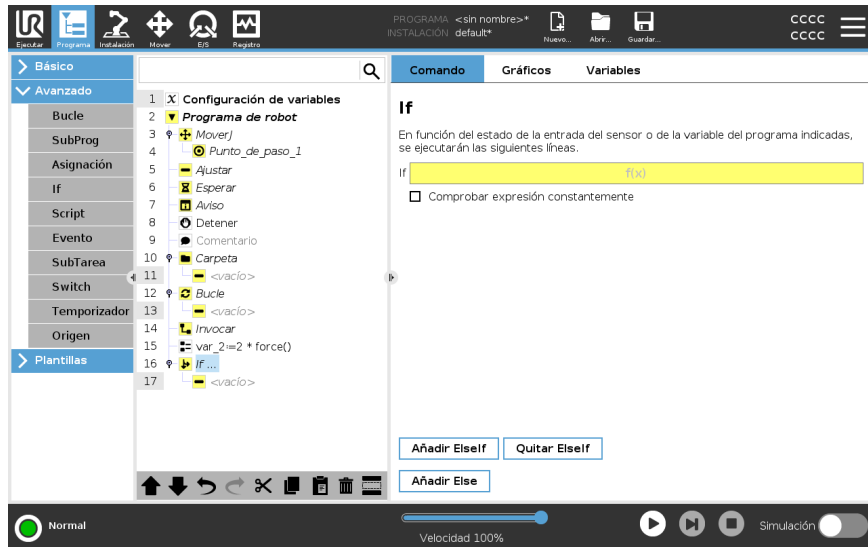 PROGRAMA <sin nombre>*
INSTALACIÓN default*
UR
Ejecutar Programa Instalación Mover E/S Registro
Nuevo... Abrir... Guardar...
CCCC
CCCC
Básico
Avanzado
Bucle
SubProg
Asignación
If
Script
Evento
SubTarea
Switch
Temporizador
Origen
Plantillas
1 X Configuración de variables
2 Programa de robot
3 MoverJ
4 Punto_de_paso_1
5 Ajustar
6 Esperar
7 Aviso
8 Detener
9 Comentario
10 Carpeta
11 <vacío>
12 Bucle
13 <vacío>
14 Invocar
15 var_2:=2 * force()
16 If ...
17 <vacío>
Comando Gráficos Variables
If
En función del estado de la entrada del sensor o de la variable del programa indicadas,
se ejecutarán las siguientes líneas.
If f(x)
Comprobar expresión constantemente
Añadir ElseIf Quitar ElseIf
Añadir Else
Normal
Velocidad 100%
Simulación